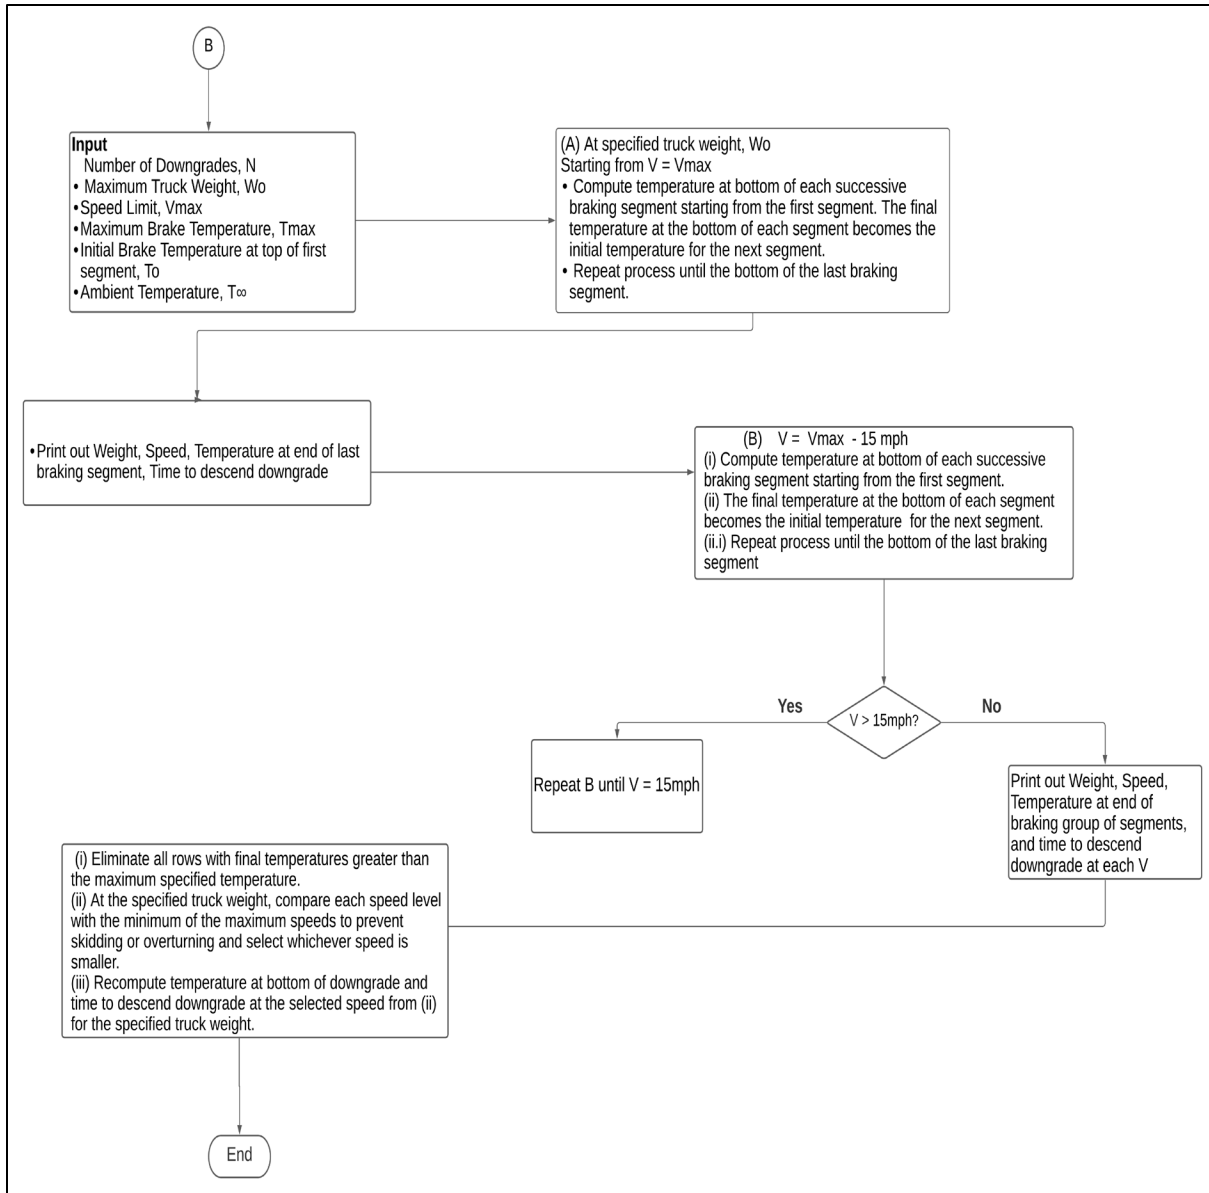 B
Input
Number of Downgrades, N
• Maximum Truck Weight, Wo
•Speed Limit, Vmax
•Maximum Brake Temperature, Tmax
•Initial Brake Temperature at top of first
segment, To
•Ambient Temperature, T∞
(A) At specified truck weight, Wo
Starting from V = Vmax
• Compute temperature at bottom of each successive
braking segment starting from the first segment. The final
temperature at the bottom of each segment becomes the
initial temperature for the next segment.
• Repeat process until the bottom of the last braking
segment.
•Print out Weight, Speed, Temperature at end of last
braking segment, Time to descend downgrade
(B) V = Vmax - 15 mph
(i) Compute temperature at bottom of each successive
braking segment starting from the first segment.
(ii) The final temperature at the bottom of each segment
becomes the initial temperature for the next segment.
(ii.i) Repeat process until the bottom of the last braking
segment
V > 15mph?
Yes
No
Repeat B until V = 15mph
Print out Weight, Speed,
Temperature at end of
braking group of segments,
and time to descend
downgrade at each V
(i) Eliminate all rows with final temperatures greater than
the maximum specified temperature.
(ii) At the specified truck weight, compare each speed level
with the minimum of the maximum speeds to prevent
skidding or overturning and select whichever speed is
smaller.
(iii) Recompute temperature at bottom of downgrade and
time to descend downgrade at the selected speed from (ii)
for the specified truck weight.
End